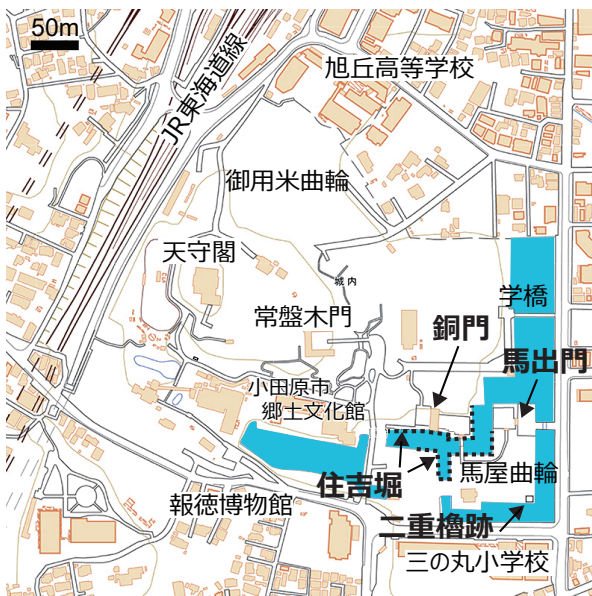 50m
JR東海道線
旭丘高等学校
御用米曲輪
天守閣
城内
学橋
常盤木門
銅門
馬出門
小田原市
郷土文化館
住吉堀
馬屋曲輪
報徳博物館
二重櫓跡
三の丸小学校